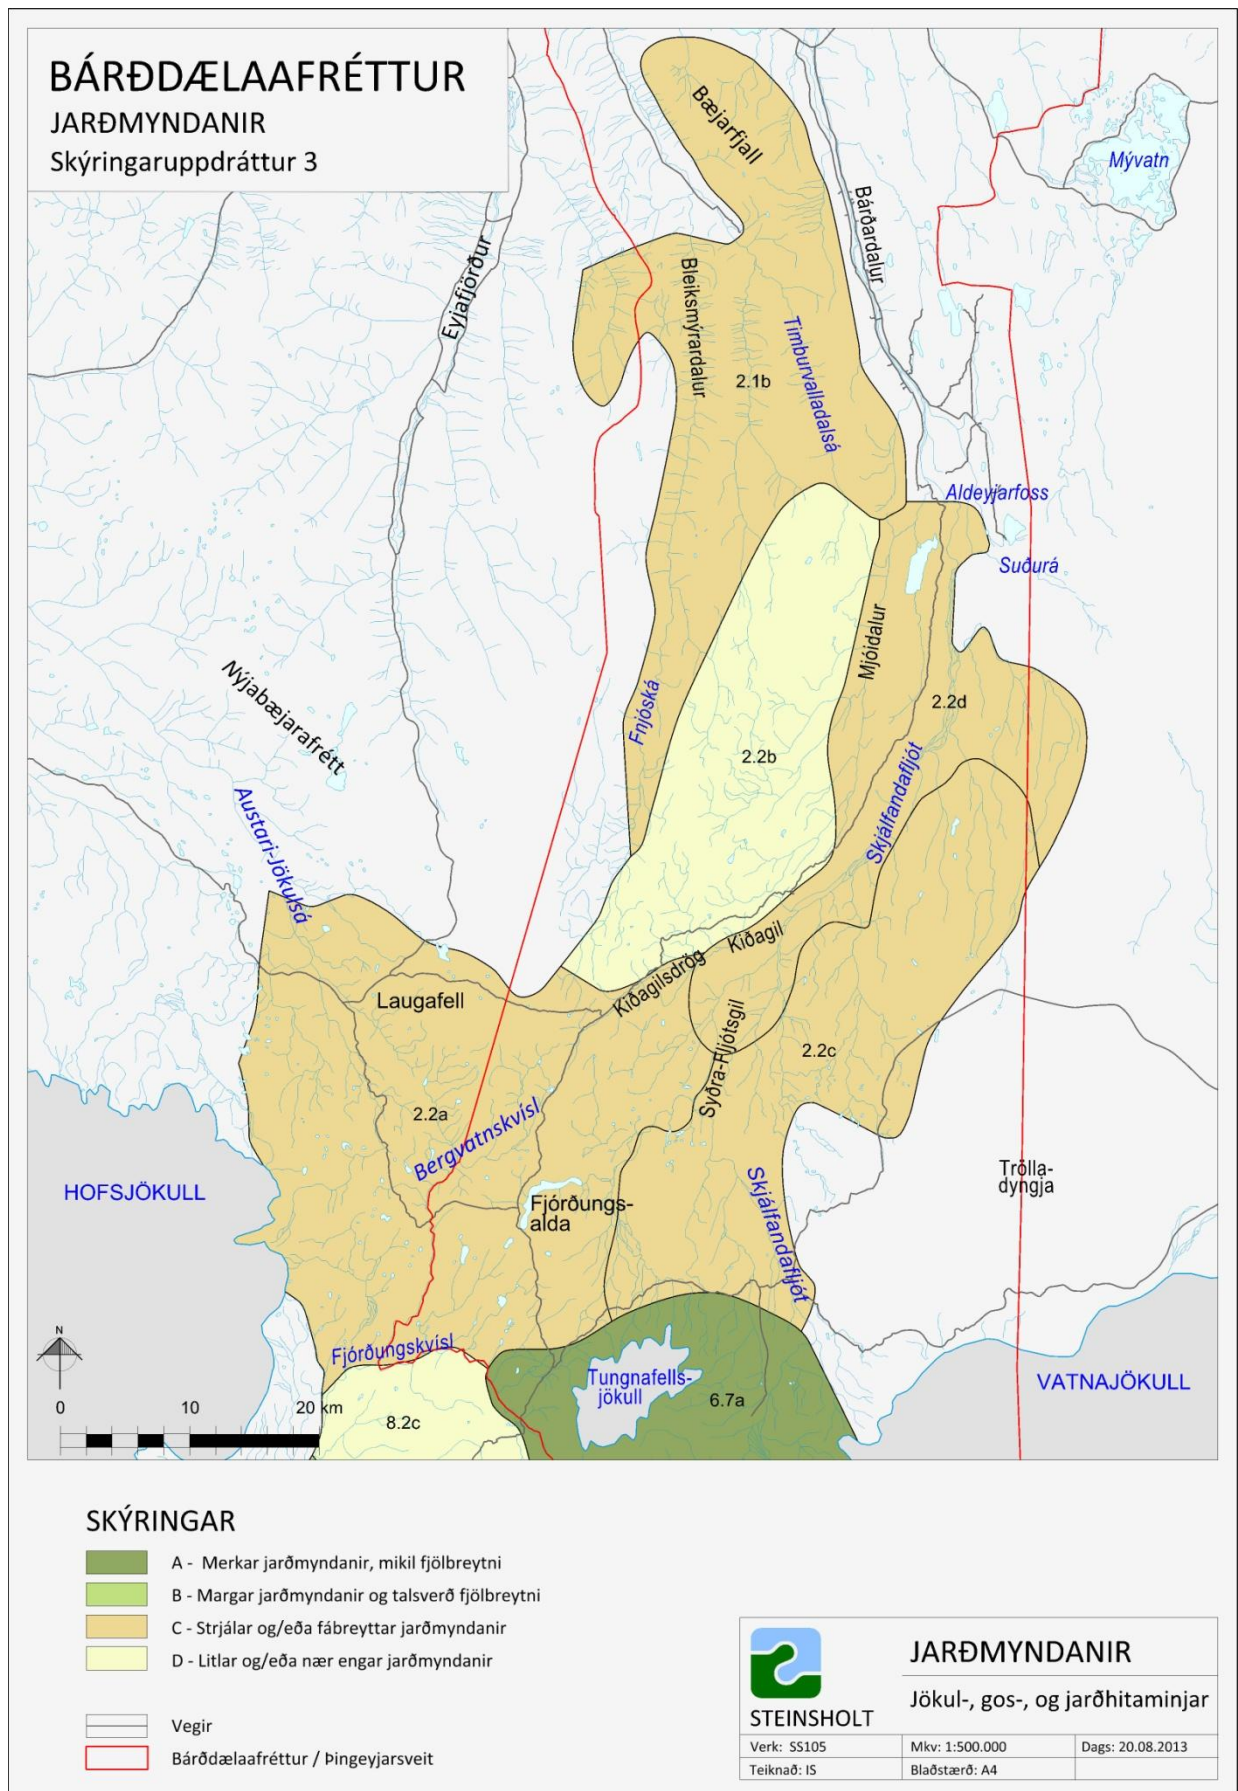 BÁRÐDÆLAAFRÉTTUR
JARÐMYNDANIR
Skýringaruppdráttur 3
Bæjarfjall
Mývatn
Bárðardalur
Eyjafjörður
Bleiksmýrardalur
Timburvalladalsá
2.1b
Aldeyjarfoss
Suðurá
Mjóidalur
Nýjabæjarafrétt
Fnjóská
2.2d
2.2b
Skjálfandafljót
Austari-Jökulsá
Kiðagil
Kiðagilsdrög
Laugafell
Syðra-Fljótsgil
2.2c
2.2a
Bergvatnskvísl
Trölla-
dyngja
HOFSJÖKULL
Fjórðungs-
alda
Skjálfandafljót
N
Fjórðungskvísl
Tungnafells-
jökull
VATNAJÖKULL
6.7a
8.2c
0 10 20 km
SKÝRINGAR
A - Merkar jarðmyndanir, mikil fjölbreytni
B - Margar jarðmyndanir og talsverð fjölbreytni
C - Strjálar og/eða fábreyttar jarðmyndanir
D - Litlar og/eða nær engar jarðmyndanir
Vegir
Bárðdælaafréttur / Þingeyjarsveit
STEINSHOLT
JARÐMYNDANIR
Jökul-, gos-, og jarðhitaminjar
Verk: SS105
Mkv: 1:500.000
Dags: 20.08.2013
Teiknað: IS
Blaðstærð: A4